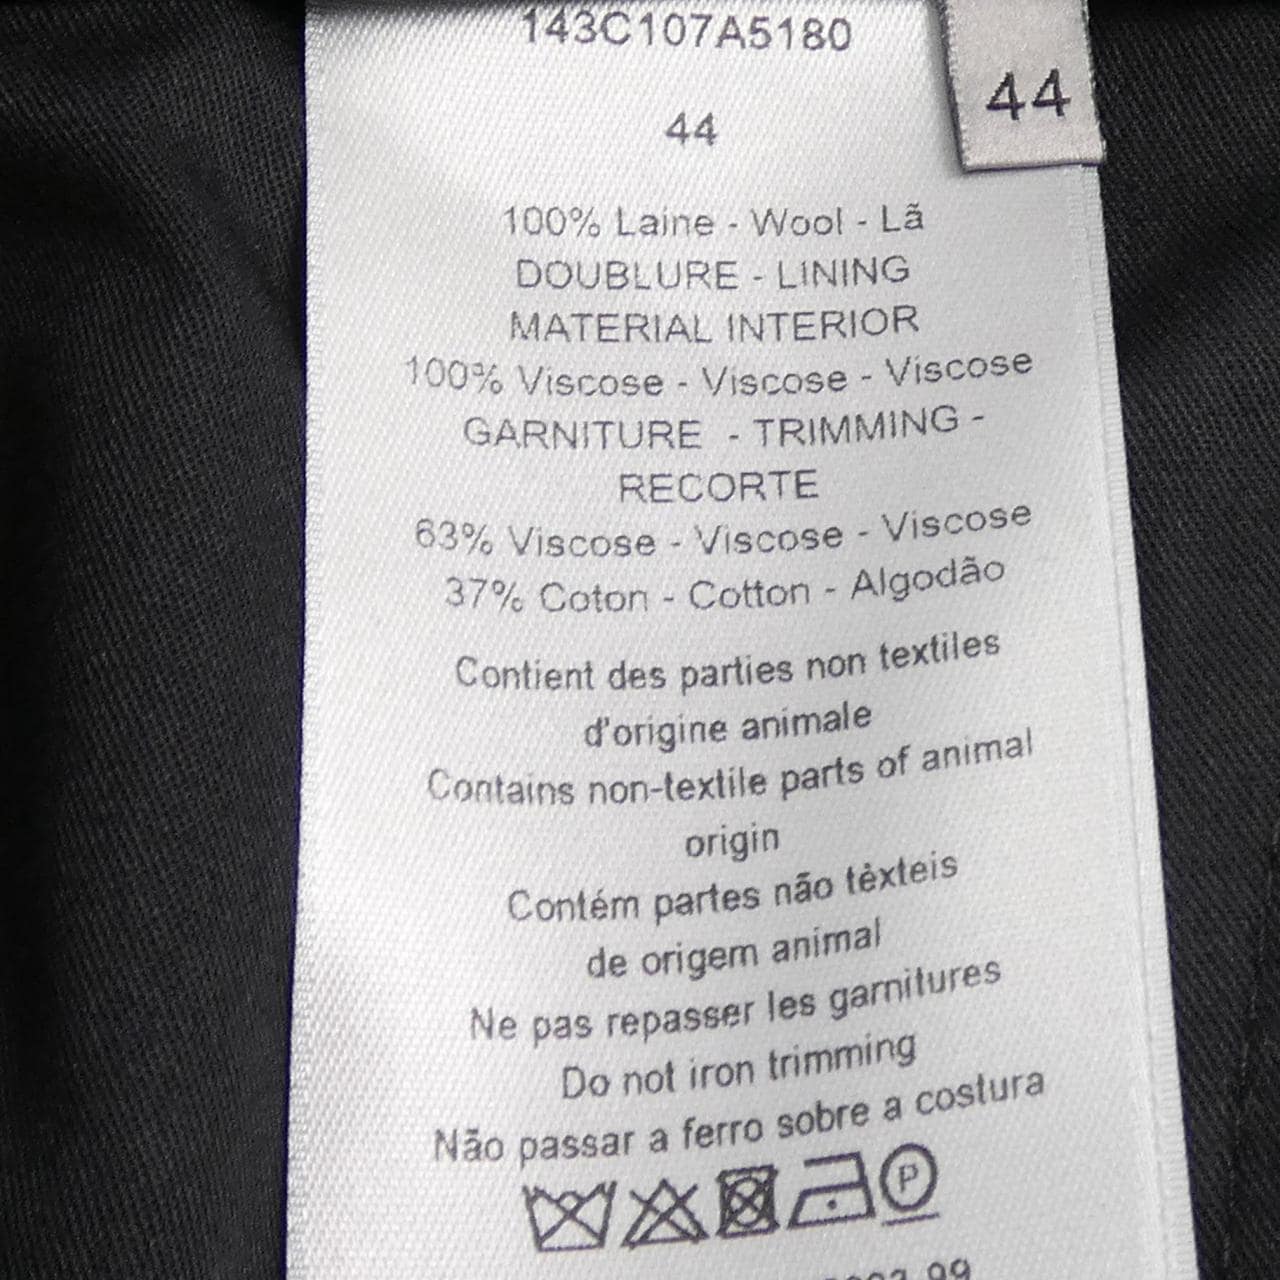 143C107A5180
44
44
100% Laine - Wool - Lã
DOUBLURE - LINING
MATERIAL INTERIOR
100% Viscose - Viscose - Viscose
GARNITURE - TRIMMING -
RECORTE
63% Viscose - Viscose - Viscose
37% Coton - Cotton - Algodão
Contient des parties non textiles
d'origine animale
Contains non-textile parts of animal
origin
Contém partes não têxteis
de origem animal
Ne pas repasser les garnitures
Do not iron trimming
Não passar a ferro sobre a costura
P